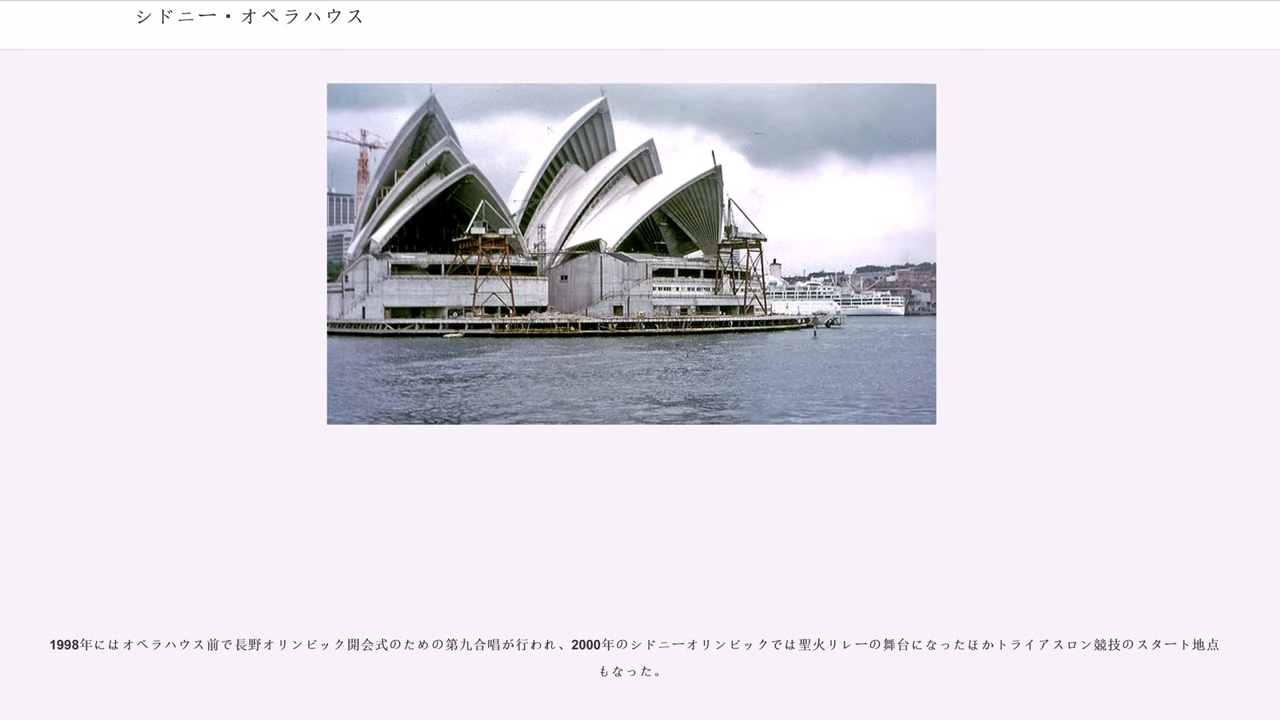 シドニー・オペラハウス
1998年にはオペラハウス前で長野オリンピック開会式のための第九合唱が行われ、2000年のシドニーオリンピックでは聖火リレーの舞台になったほかトライアスロン競技のスタート地点
もなった。